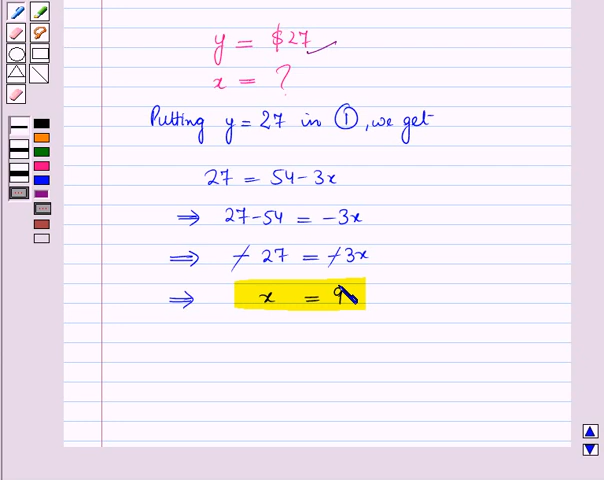 y = $27
x = ?
Putting y = 27 in ①, we get
27 = 54 - 3x
⇒ 27 - 54 = -3x
⇒ - 27 = - 3x
⇒ x = 9